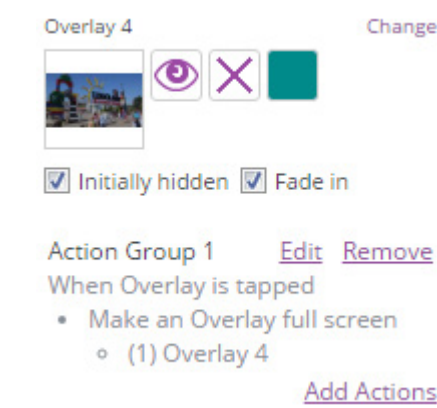 Overlay 4 Change
Initially hidden Fade in
Action Group 1 Edit Remove
When Overlay is tapped
• Make an Overlay full screen
◦ (1) Overlay 4
Add Actions